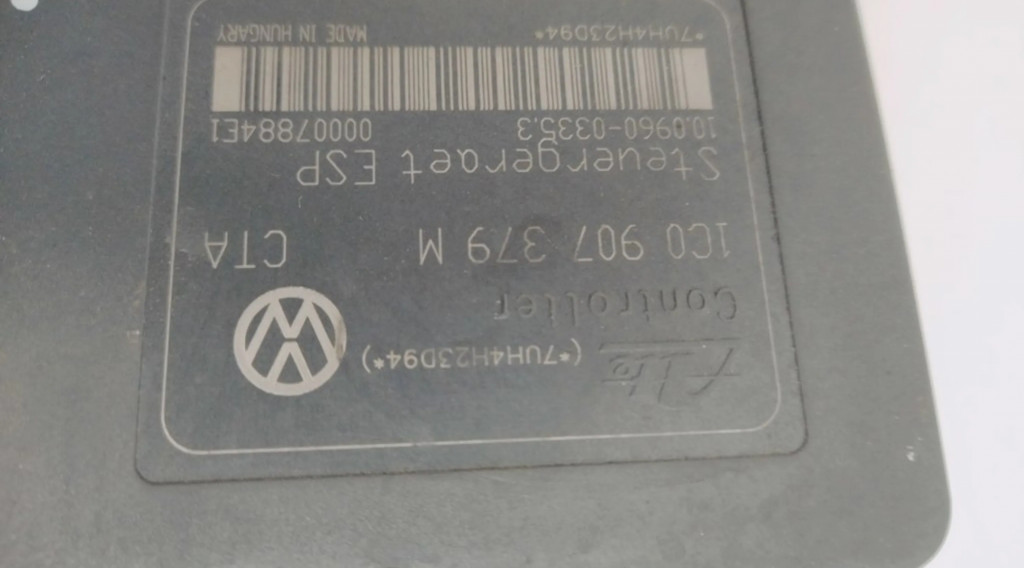 Ate (*7UH4H23D94*)
Controller
1C0 907 379 M CTA
Steuergeraet ESP
10.0960-0335.3 00007884E1
*7UH4H23D94* MADE IN HUNGARY